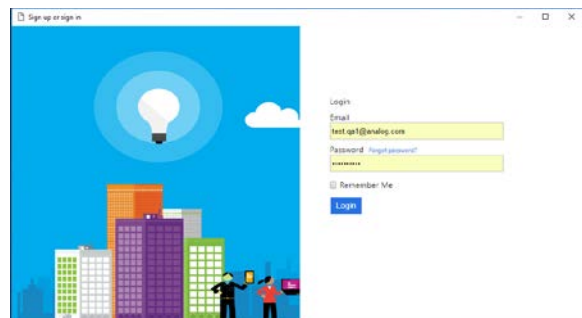 Sign up or sign in
Login
Email
test.qa1@analog.com
Password Forgot password?
Remember Me
Login